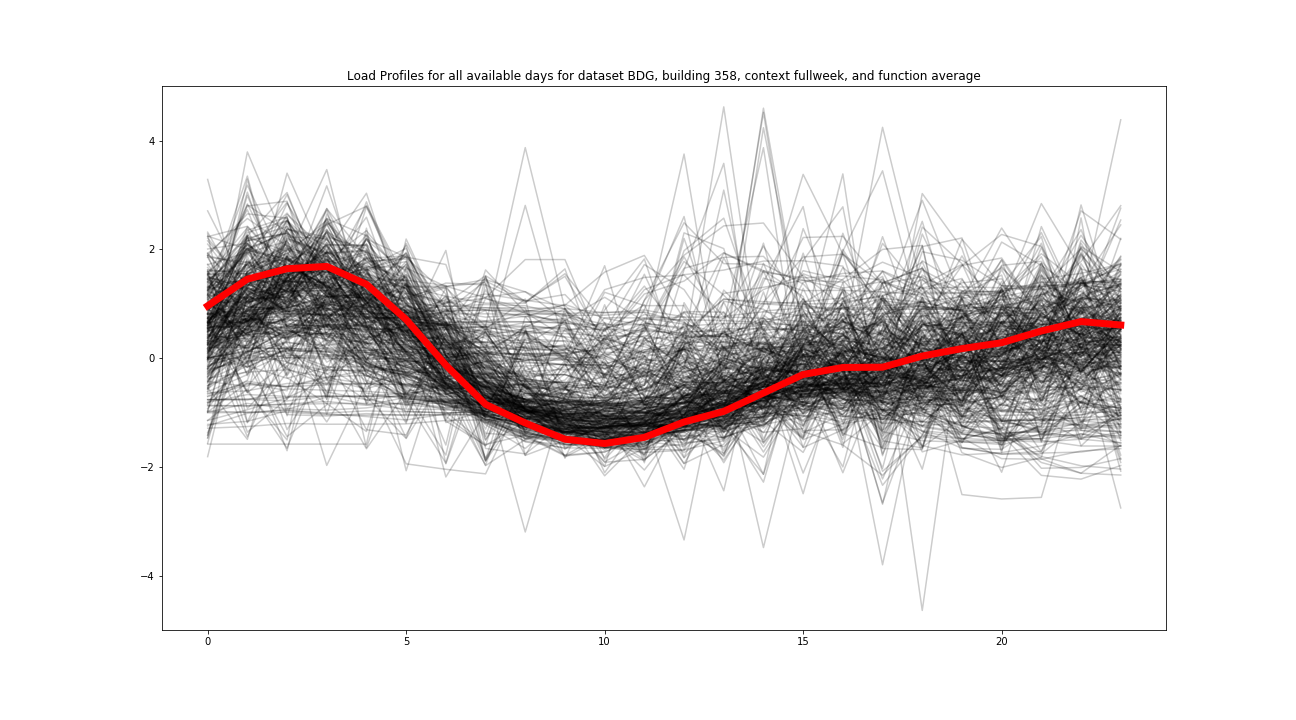 Load Profiles for all available days for dataset BDG, building 358, context fullweek, and function average
4
2
0
−2
−4
0 5 10 15 20